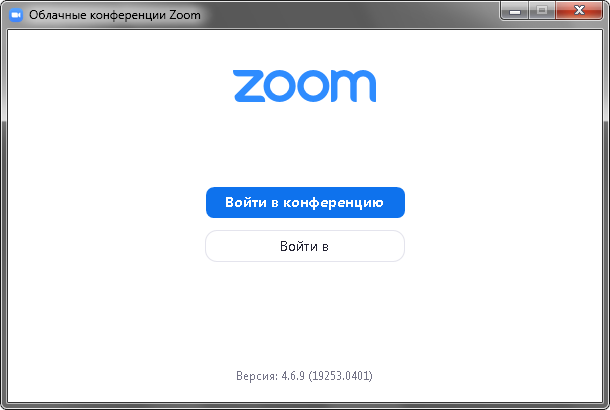 Облачные конференции Zoom
zoom
Войти в конференцию
Войти в
Версия: 4.6.9 (19253.0401)